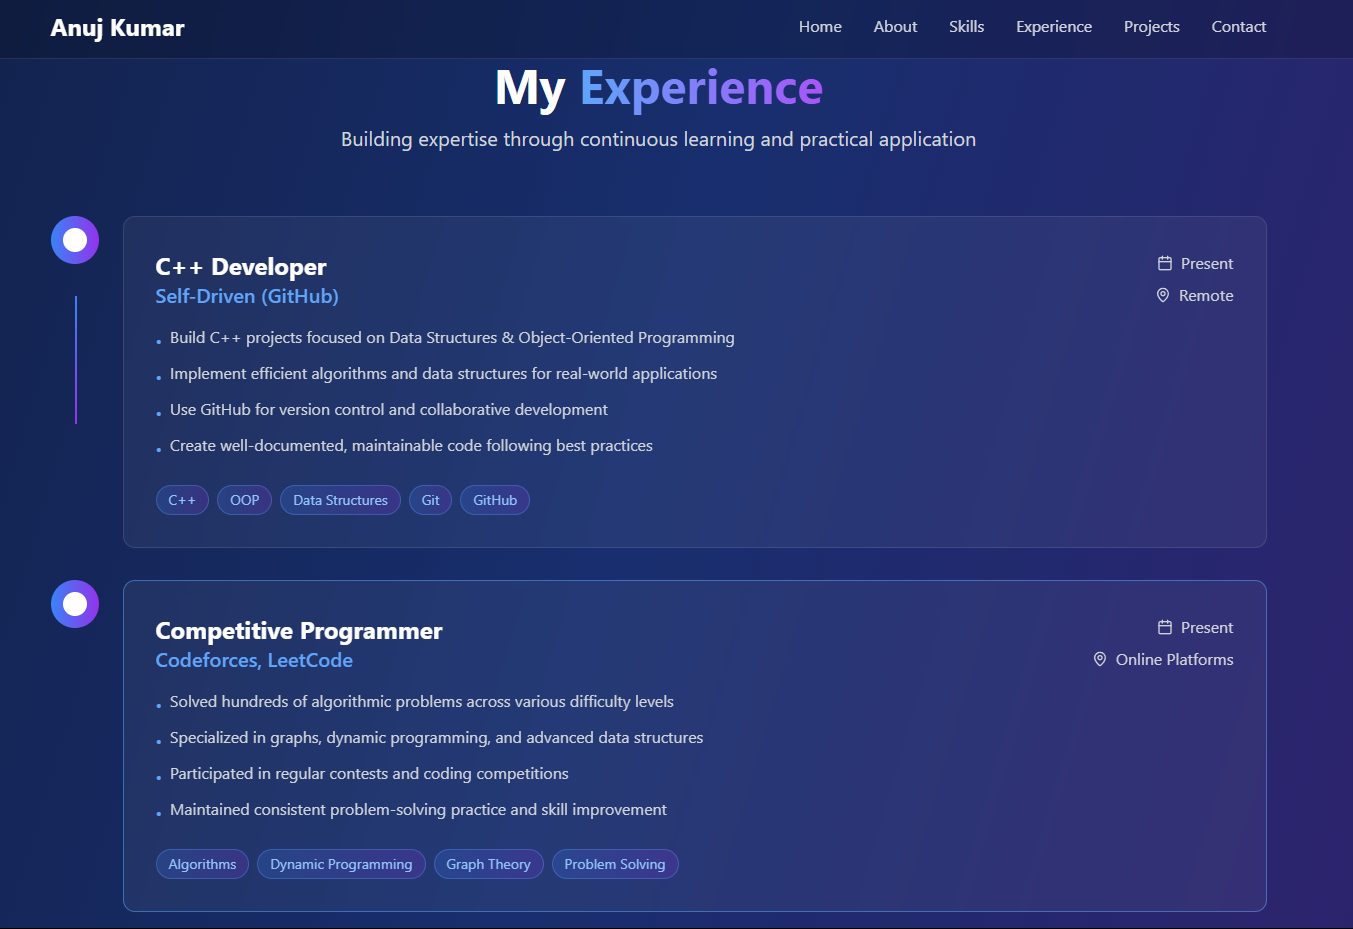 Anuj Kumar
Home About Skills Experience Projects Contact
My Experience
Building expertise through continuous learning and practical application
C++ Developer
Present
Self-Driven (GitHub)
Remote
• Build C++ projects focused on Data Structures & Object-Oriented Programming
• Implement efficient algorithms and data structures for real-world applications
• Use GitHub for version control and collaborative development
• Create well-documented, maintainable code following best practices
C++ OOP Data Structures Git GitHub
Competitive Programmer
Present
Codeforces, LeetCode
Online Platforms
• Solved hundreds of algorithmic problems across various difficulty levels
• Specialized in graphs, dynamic programming, and advanced data structures
• Participated in regular contests and coding competitions
• Maintained consistent problem-solving practice and skill improvement
Algorithms Dynamic Programming Graph Theory Problem Solving